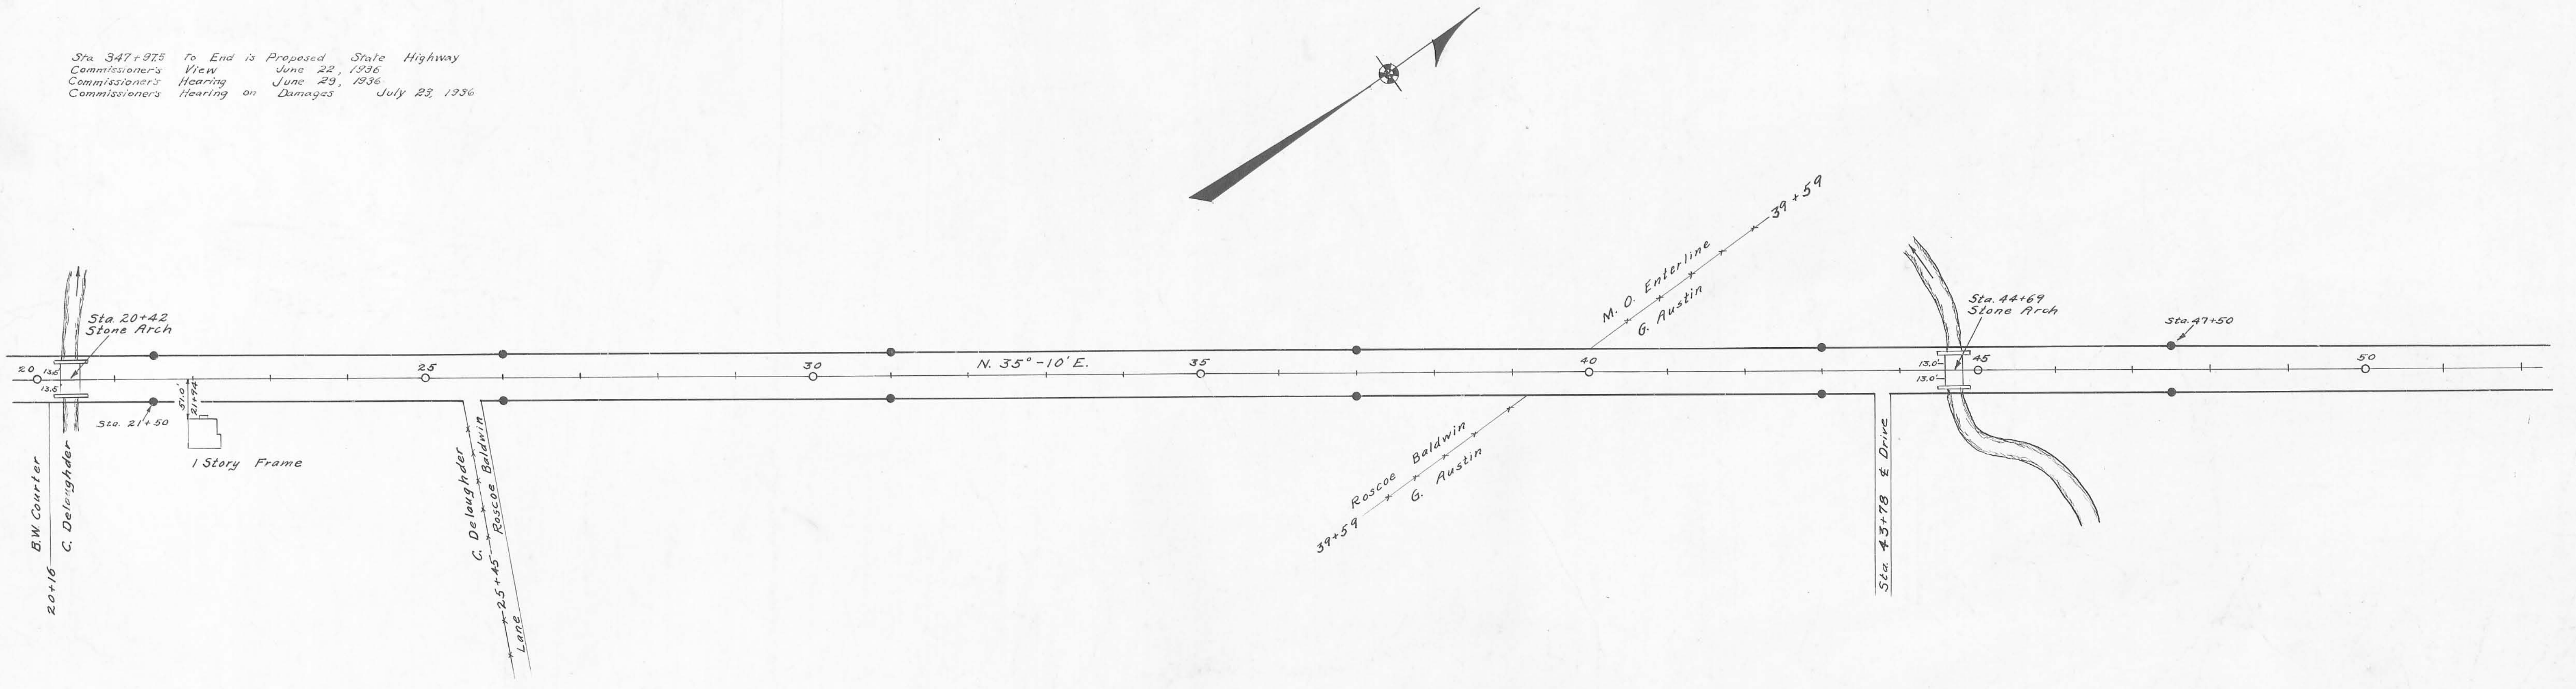 Sta 347+97.5 To End is Proposed State Highway
Commissioner's View June 22, 1936
Commissioner's Hearing June 29, 1936
Commissioner's Hearing on Damages July 23, 1936
39+59
M. O. Enterline
G. Austin
Sta. 20+42
Stone Arch
Sta. 44+69
Stone Arch
Sta. 47+50
20
13.6'
13.6'
25
30
N. 35°-10' E.
35
40
13.0'
13.0'
45
50
51.0'
21+94
Sta. 21+50
1 Story Frame
B.W. Courter
20+16
C. Deloughder
C. Deloughder
25+45
Roscoe Baldwin
Lane
Roscoe Baldwin
G. Austin
39+59
Sta. 43+78 ℄ Drive